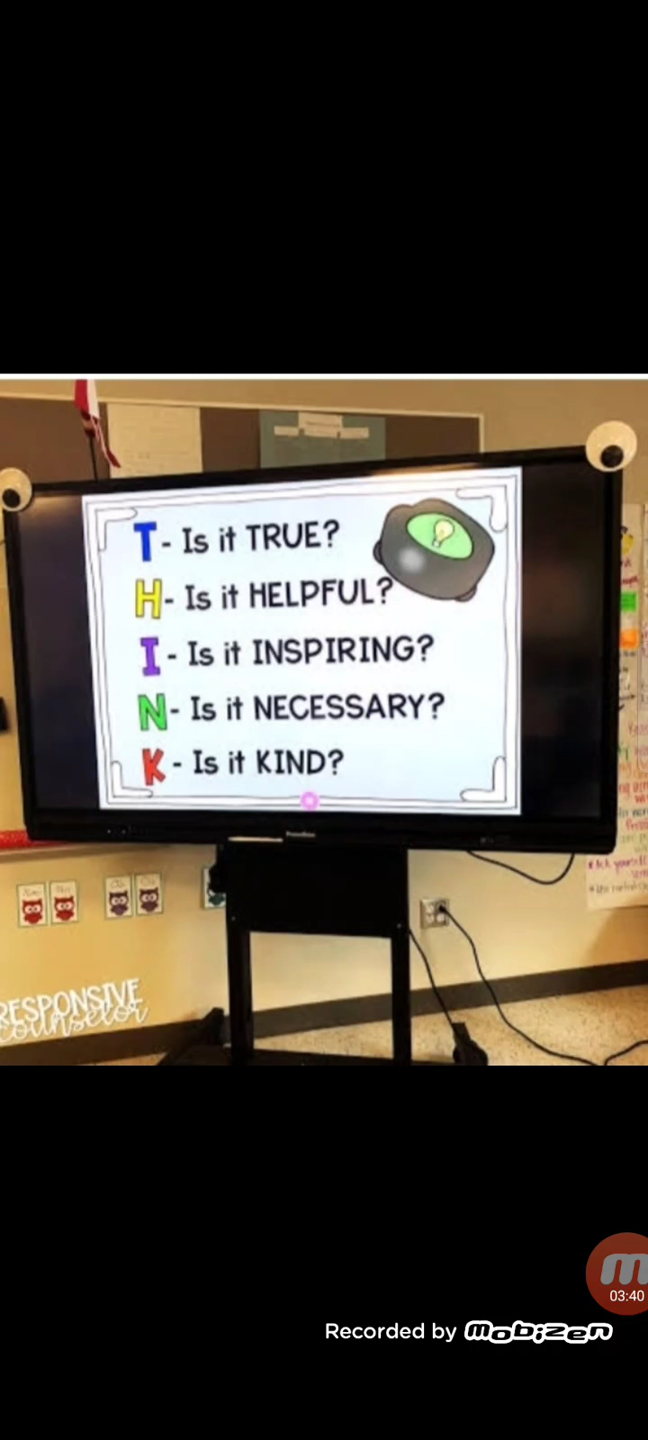 T - Is it TRUE?
H - Is it HELPFUL?
I - Is it INSPIRING?
N - Is it NECESSARY?
K - Is it KIND?
RESPONSIVE
counselor
03:40
Recorded by mobizen